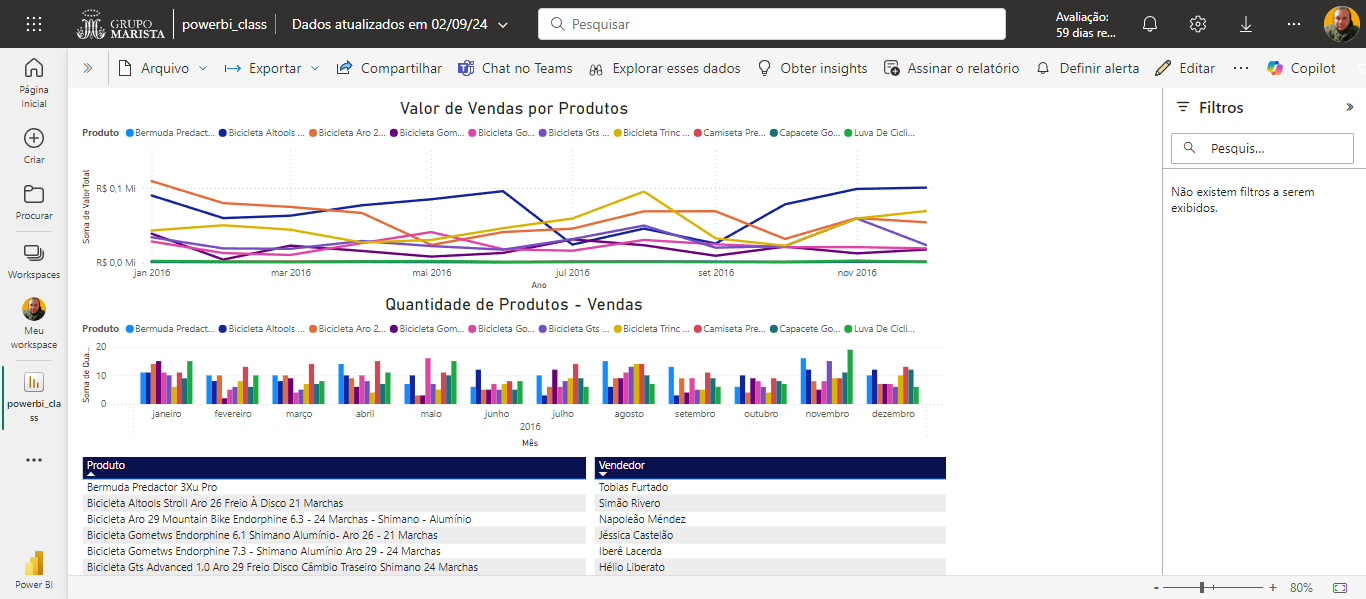 GRUPO MARISTA
powerbi_class
Dados atualizados em 02/09/24
Pesquisar
Avaliação:
59 dias re...
Arquivo
Exportar
Compartilhar
Chat no Teams
Explorar esses dados
Obter insights
Assinar o relatório
Definir alerta
Editar
Copilot
Página
Inicial
Criar
Procurar
Workspaces
Meu
workspace
powerbi_cla
ss
Power BI
Valor de Vendas por Produtos
Produto Bermuda Predact... Bicicleta Altools ... Bicicleta Aro 2... Bicicleta Gom... Bicicleta Go... Bicicleta Gts ... Bicicleta Trinc ... Camiseta Pre... Capacete Go... Luva De Cicli...
Soma de ValorTotal
R$ 0,1 Mi
R$ 0,0 Mi
jan 2016 mar 2016 mai 2016 jul 2016 set 2016 nov 2016
Ano
Quantidade de Produtos - Vendas
Produto Bermuda Predact... Bicicleta Altools ... Bicicleta Aro 2... Bicicleta Gom... Bicicleta Go... Bicicleta Gts ... Bicicleta Trinc ... Camiseta Pre... Capacete Go... Luva De Cicli...
Soma de Qua...
20
10
0
janeiro fevereiro março abril maio junho julho agosto setembro outubro novembro dezembro
2016
Mês
Produto
Bermuda Predactor 3Xu Pro
Bicicleta Altools Stroll Aro 26 Freio À Disco 21 Marchas
Bicicleta Aro 29 Mountain Bike Endorphine 6.3 - 24 Marchas - Shimano - Alumínio
Bicicleta Gometws Endorphine 6.1 Shimano Alumínio- Aro 26 - 21 Marchas
Bicicleta Gometws Endorphine 7.3 - Shimano Alumínio Aro 29 - 24 Marchas
Bicicleta Gts Advanced 1.0 Aro 29 Freio Disco Câmbio Traseiro Shimano 24 Marchas
Vendedor
Tobias Furtado
Simão Rivero
Napoleão Méndez
Jéssica Castelão
Iberê Lacerda
Hélio Liberato
Filtros
Pesquis...
Não existem filtros a serem
exibidos.
- + 80%